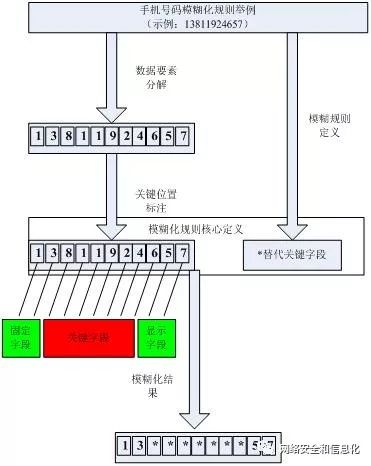 手机号码模糊化规则举例
(示例：13811924657)
数据要素
分解
模糊规则
定义
1 3 8 1 1 9 2 4 6 5 7
关键位置
标注
模糊化规则核心定义
1 3 8 1 1 9 2 4 6 5 7
*替代关键字段
固定
字段
关键字段
显示
字段
模糊化结
果
1 3 * * * * * * * 5 7
网络安全和信息化